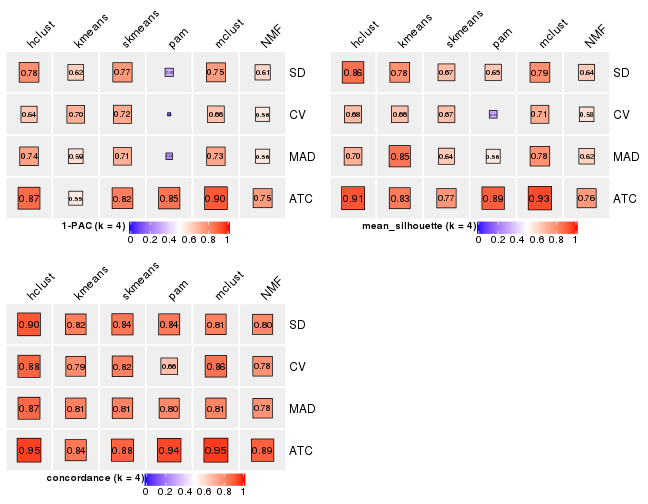 hclust kmeans skmeans pam mclust NMF
0.78 0.62 0.77 0.75 0.61 SD
0.64 0.70 0.72 0.66 0.56 CV
0.74 0.59 0.71 0.73 0.56 MAD
0.87 0.55 0.82 0.85 0.90 0.75 ATC
1-PAC (k = 4)
0 0.2 0.4 0.6 0.8 1
hclust kmeans skmeans pam mclust NMF
0.86 0.78 0.67 0.65 0.79 0.64 SD
0.68 0.66 0.67 0.71 0.58 CV
0.70 0.85 0.64 0.56 0.78 0.62 MAD
0.91 0.83 0.77 0.89 0.93 0.76 ATC
mean_silhouette (k = 4)
0 0.2 0.4 0.6 0.8 1
hclust kmeans skmeans pam mclust NMF
0.90 0.82 0.84 0.84 0.81 0.80 SD
0.88 0.79 0.82 0.66 0.86 0.78 CV
0.87 0.81 0.81 0.80 0.81 0.78 MAD
0.95 0.84 0.88 0.94 0.95 0.89 ATC
concordance (k = 4)
0 0.2 0.4 0.6 0.8 1